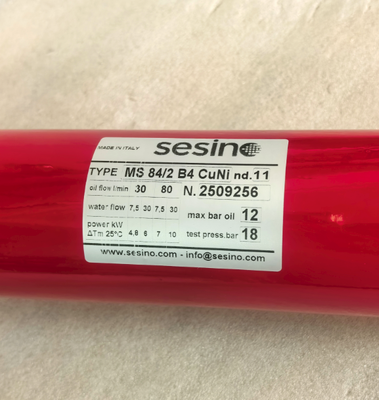 MADE IN ITALY sesino
TYPE MS 84/2 B4 CuNi nd.11
oil flow l/min 30 80 N. 2509256
water flow 7,5 30 7,5 30 max bar oil 12
power kW
ΔTm 25°C 4,8 6 7 10 test press.bar 18
www.sesino.com - info@sesino.com